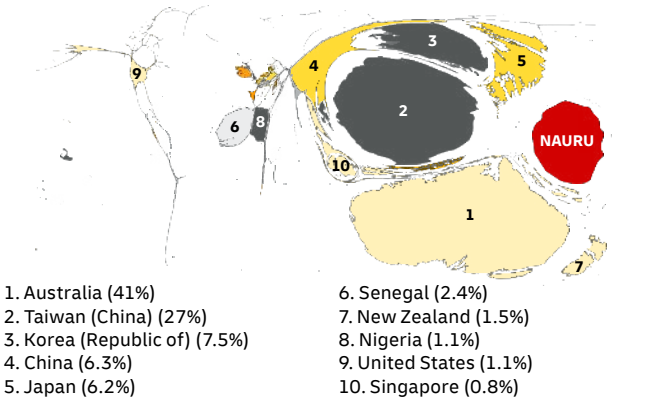 3
4
5
9
2
6
8
NAURU
10
1
7
1. Australia (41%)
2. Taiwan (China) (27%)
3. Korea (Republic of) (7.5%)
4. China (6.3%)
5. Japan (6.2%)
6. Senegal (2.4%)
7. New Zealand (1.5%)
8. Nigeria (1.1%)
9. United States (1.1%)
10. Singapore (0.8%)